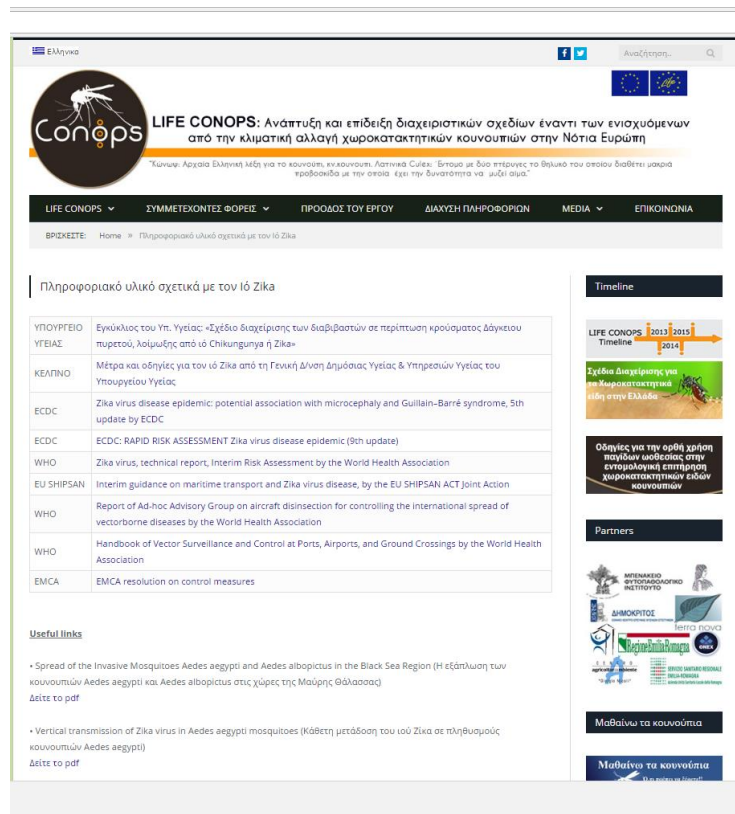 Ελληνικα
Αναζήτηση..
Conops
LIFE CONOPS: Ανάπτυξη και επίδειξη διαχειριστικών σχεδίων έναντι των ενισχυόμενων
από την κλιματική αλλαγή χωροκατακτητικών κουνουπιών στην Νότια Ευρώπη
"Κώνωψ: Αρχαία Ελληνική λέξη για το κουνούπι, κν.κουνουπι. Λατινικά Culex: Έντομο με δύο πτέρυγες το θηλυκό του οποίου διαθέτει μακριά
προβοσκίδα με την οποία έχει την δυνατότητα να μυζεί αίμα."
LIFE CONOPS ΣΥΜΜΕΤΕΧΟΝΤΕΣ ΦΟΡΕΙΣ ΠΡΟΟΔΟΣ ΤΟΥ ΕΡΓΟΥ ΔΙΑΧΥΣΗ ΠΛΗΡΟΦΟΡΙΩΝ MEDIA ΕΠΙΚΟΙΝΩΝΙΑ
ΒΡΙΣΚΕΣΤΕ: Home » Πληροφοριακό υλικό σχετικά με τον Ιό Zika
Πληροφοριακό υλικό σχετικά με τον Ιό Zika
ΥΠΟΥΡΓΕΙΟ
ΥΓΕΙΑΣ
Εγκύκλιος του Υπ. Υγείας: «Σχέδιο διαχείρισης των διαβιβαστών σε περίπτωση κρούσματος Δάγκειου
πυρετού, λοίμωξης από ιό Chikungunya ή Zika»
ΚΕΛΠΝΟ
Μέτρα και οδηγίες για τον ιό Zika από τη Γενική Δ/νση Δημόσιας Υγείας & Υπηρεσιών Υγείας του
Υπουργείου Υγείας
ECDC
Zika virus disease epidemic: potential association with microcephaly and Guillain–Barré syndrome, 5th
update by ECDC
ECDC ECDC: RAPID RISK ASSESSMENT Zika virus disease epidemic (9th update)
WHO Zika virus, technical report, Interim Risk Assessment by the World Health Association
EU SHIPSAN Interim guidance on maritime transport and Zika virus disease, by the EU SHIPSAN ACT Joint Action
WHO
Report of Ad-hoc Advisory Group on aircraft disinsection for controlling the international spread of
vectorborne diseases by the World Health Association
WHO
Handbook of Vector Surveillance and Control at Ports, Airports, and Ground Crossings by the World Health
Association
EMCA EMCA resolution on control measures
Useful links
• Spread of the Invasive Mosquitoes Aedes aegypti and Aedes albopictus in the Black Sea Region (Η εξάπλωση των
κουνουπιών Aedes aegypti και Aedes albopictus στις χώρες της Μαύρης Θάλασσας)
Δείτε το pdf
• Vertical transmission of Zika virus in Aedes aegypti mosquitoes (Κάθετη μετάδοση του ιού Ζίκα σε πληθυσμούς
κουνουπιών Aedes aegypti)
Δείτε το pdf
Timeline
LIFE CONOPS 2013 2015
Timeline 2014
Σχέδια Διαχείρισης για
τα Χωροκατακτητικά
είδη στην Ελλάδα
Οδηγίες για την ορθή χρήση
παγίδων ωοθεσίας στην
εντομολογική επιτήρηση
χωροκατακτητικών ειδών
κουνουπιών
Partners
ΜΠΕΝΑΚΕΙΟ
ΦΥΤΟΠΑΘΟΛΟΓΙΚΟ
ΙΝΣΤΙΤΟΥΤΟ
ΔΗΜΟΚΡΙΤΟΣ
terra nova
RegioneEmiliaRomagna
ONEX
SERVIZIO SANITARIO REGIONALE
EMILIA-ROMAGNA
Μαθαίνω τα κουνούπια
Μαθαίνω τα κουνούπια